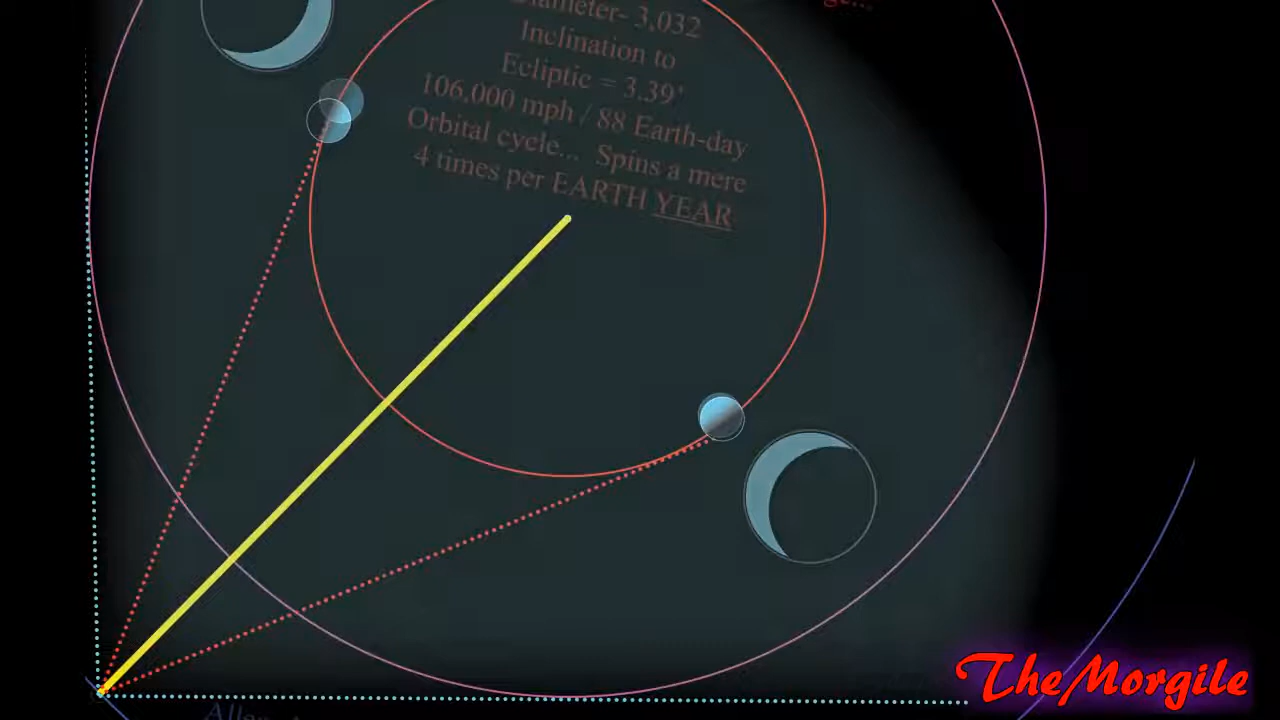 Diameter- 3,032
Inclination to
Ecliptic = 3.39'
106,000 mph / 88 Earth-day
Orbital cycle... Spins a mere
4 times per EARTH YEAR
TheMorgile